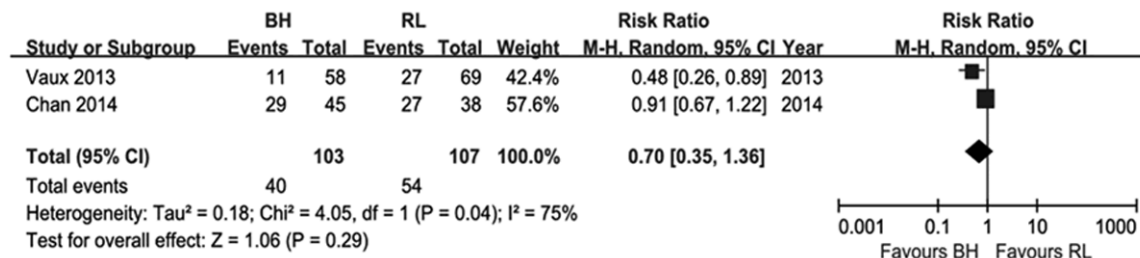 BH RL Risk Ratio Risk Ratio
Study or Subgroup Events Total Events Total Weight M-H, Random, 95% CI Year M-H, Random, 95% CI
Vaux 2013 11 58 27 69 42.4% 0.48 [0.26, 0.89] 2013
Chan 2014 29 45 27 38 57.6% 0.91 [0.67, 1.22] 2014
Total (95% CI) 103 107 100.0% 0.70 [0.35, 1.36]
Total events 40 54
Heterogeneity: Tau² = 0.18; Chi² = 4.05, df = 1 (P = 0.04); I² = 75%
Test for overall effect: Z = 1.06 (P = 0.29)
0.001 0.1 1 10 1000
Favours BH Favours RL